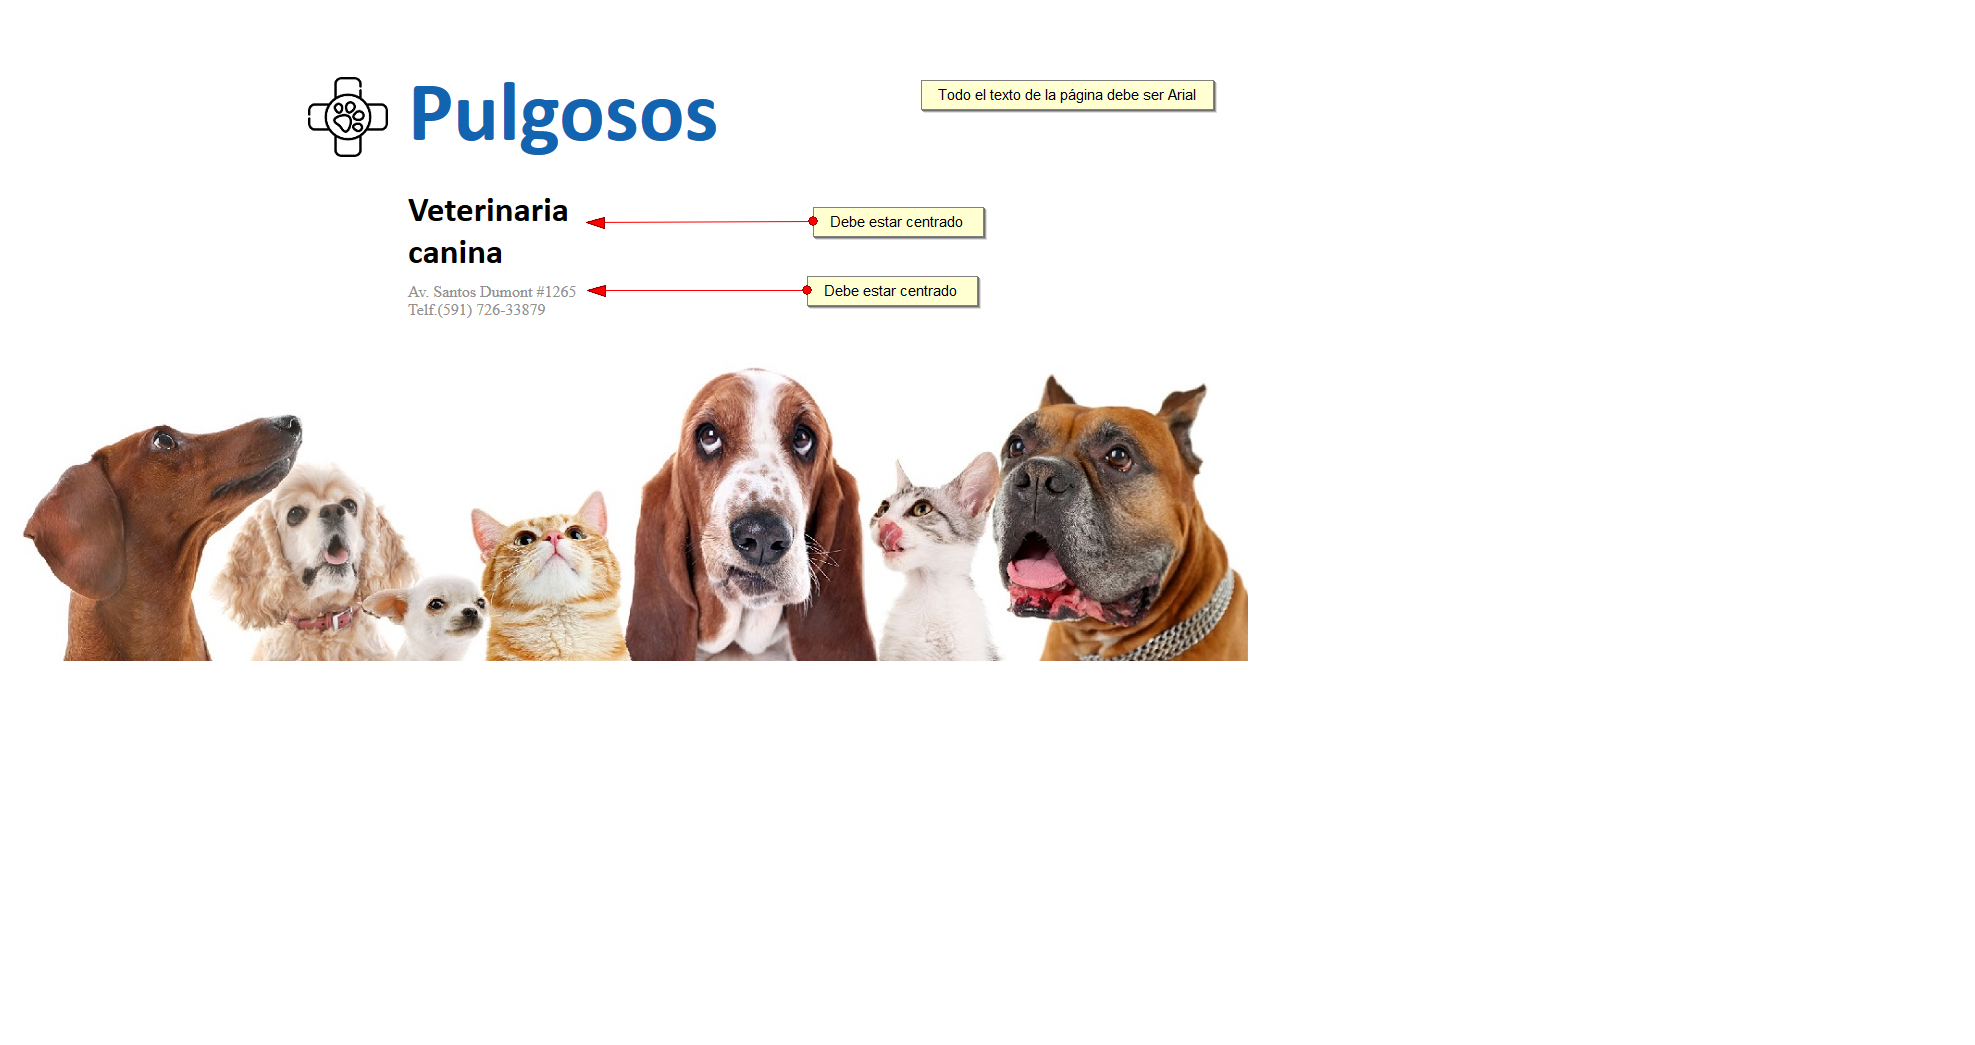 Pulgosos
Todo el texto de la página debe ser Arial
Veterinaria
canina
Debe estar centrado
Av. Santos Dumont #1265
Telf.(591) 726-33879
Debe estar centrado